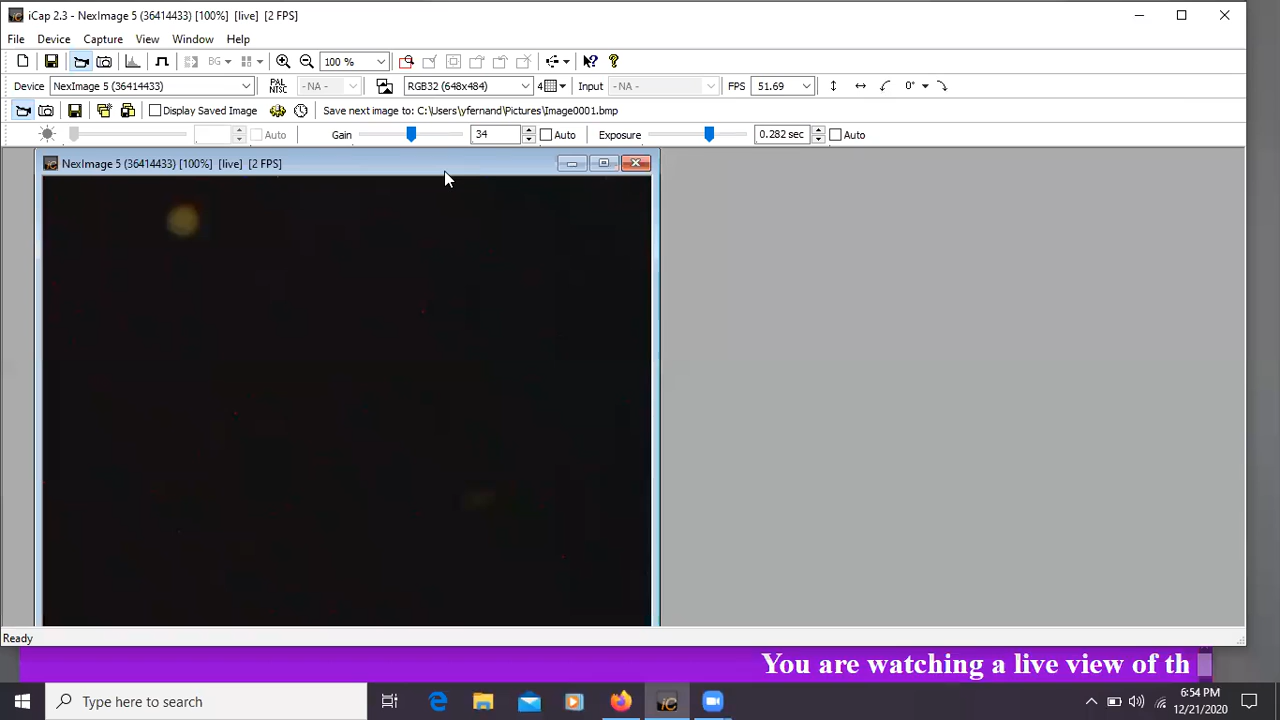 iCap 2.3 - NexImage 5 (36414433) [100%] [live] [2 FPS]
File Device Capture View Window Help
BG 100 %
Device NexImage 5 (36414433) PAL NTSC - NA - RGB32 (648x484) 4 Input - NA - FPS 51.69 0°
Display Saved Image Save next image to: C:\Users\yfernand\Pictures\Image0001.bmp
Auto Gain 34 Auto Exposure 0.282 sec Auto
NexImage 5 (36414433) [100%] [live] [2 FPS]
Ready
You are watching a live view of th
Type here to search
6:54 PM
12/21/2020